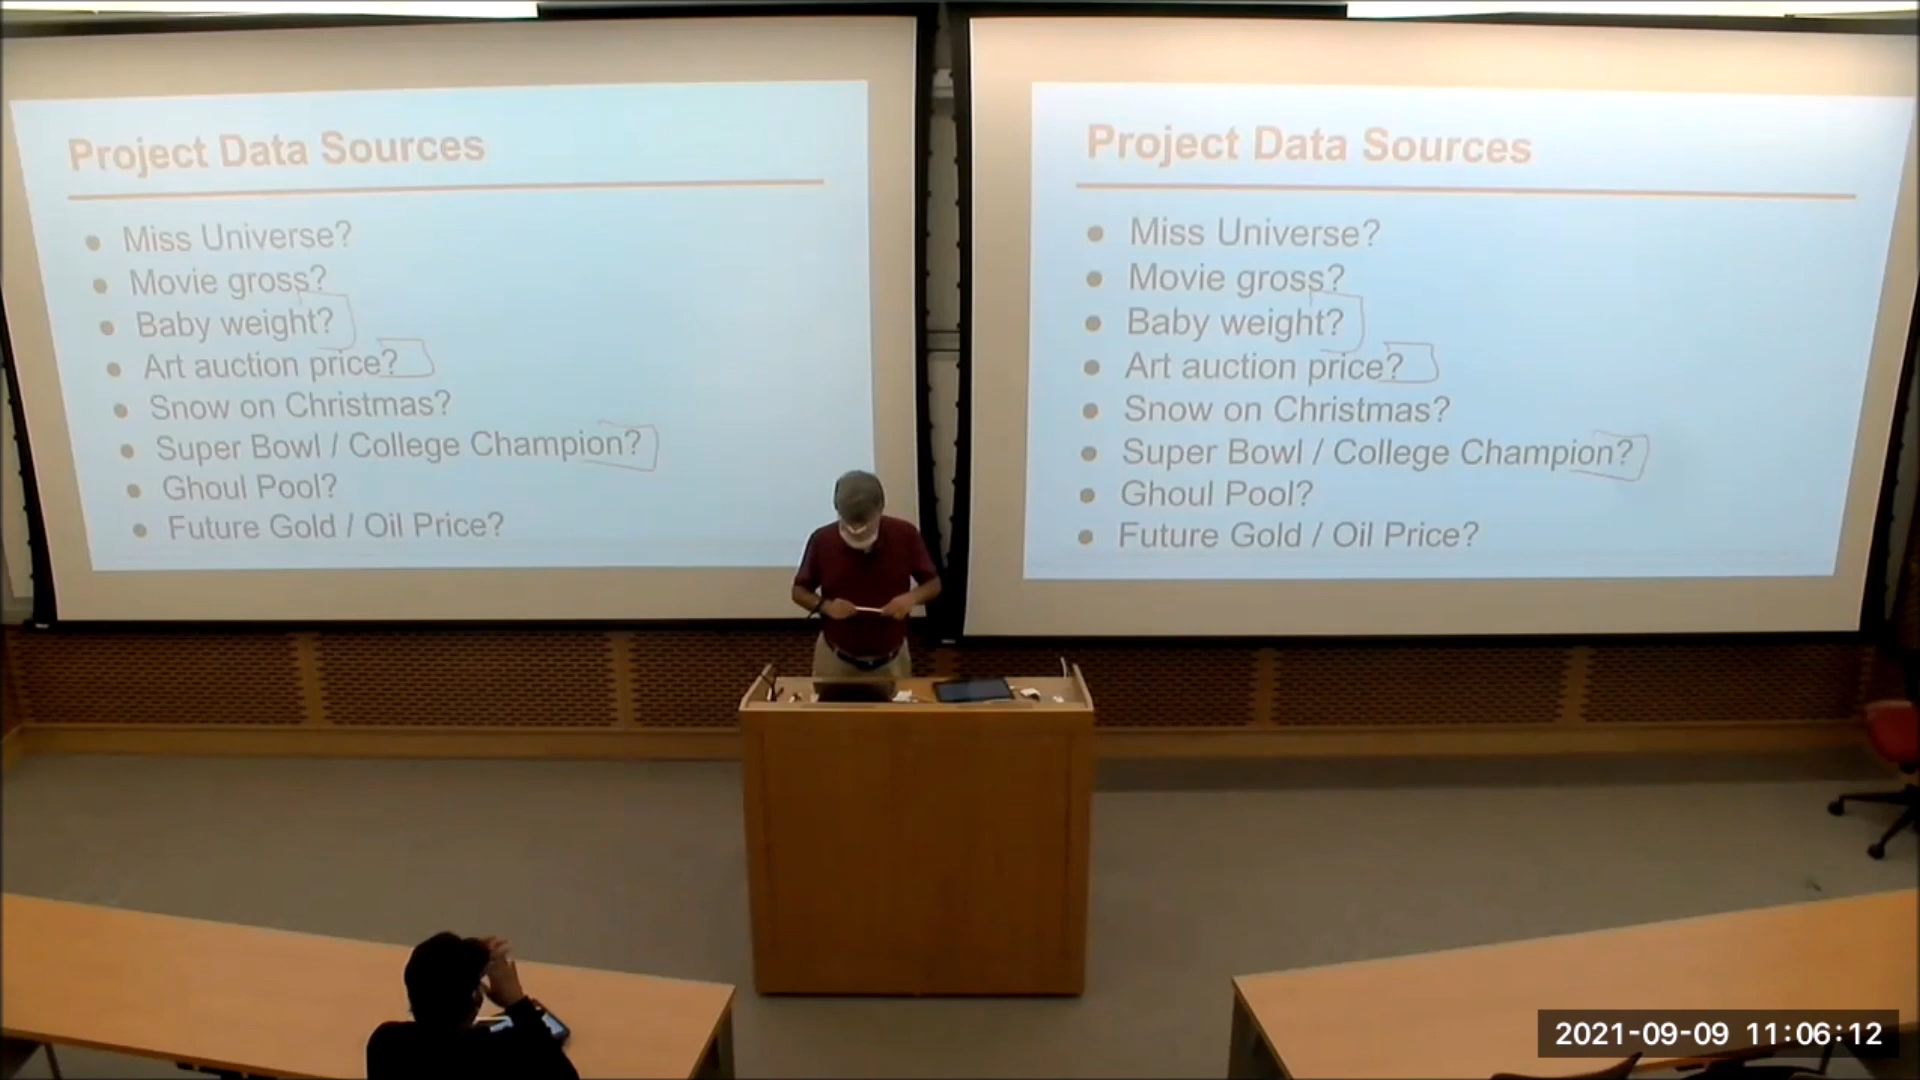 Project Data Sources
Miss Universe?
Movie gross?
Baby weight?
Art auction price?
Snow on Christmas?
Super Bowl / College Champion?
Ghoul Pool?
Future Gold / Oil Price?
Project Data Sources
Miss Universe?
Movie gross?
Baby weight?
Art auction price?
Snow on Christmas?
Super Bowl / College Champion?
Ghoul Pool?
Future Gold / Oil Price?
2021-09-09 11:06:12